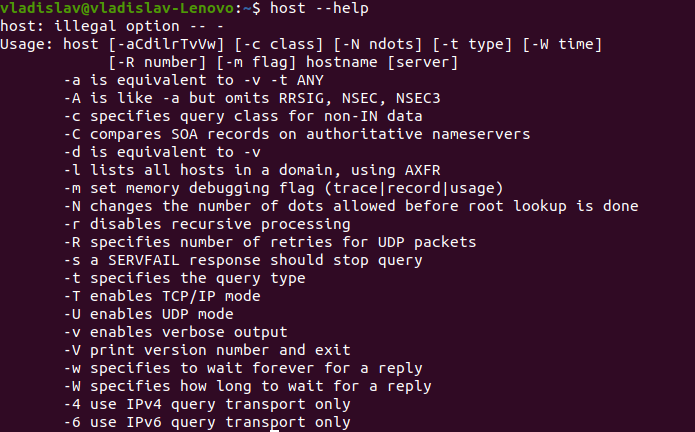 vladislav@vladislav-Lenovo:~$ host --help
host: illegal option -- -
Usage: host [-aCdilrTvVw] [-c class] [-N ndots] [-t type] [-W time]
            [-R number] [-m flag] hostname [server]
       -a is equivalent to -v -t ANY
       -A is like -a but omits RRSIG, NSEC, NSEC3
       -c specifies query class for non-IN data
       -C compares SOA records on authoritative nameservers
       -d is equivalent to -v
       -l lists all hosts in a domain, using AXFR
       -m set memory debugging flag (trace|record|usage)
       -N changes the number of dots allowed before root lookup is done
       -r disables recursive processing
       -R specifies number of retries for UDP packets
       -s a SERVFAIL response should stop query
       -t specifies the query type
       -T enables TCP/IP mode
       -U enables UDP mode
       -v enables verbose output
       -V print version number and exit
       -w specifies to wait forever for a reply
       -W specifies how long to wait for a reply
       -4 use IPv4 query transport only
       -6 use IPv6 query transport only